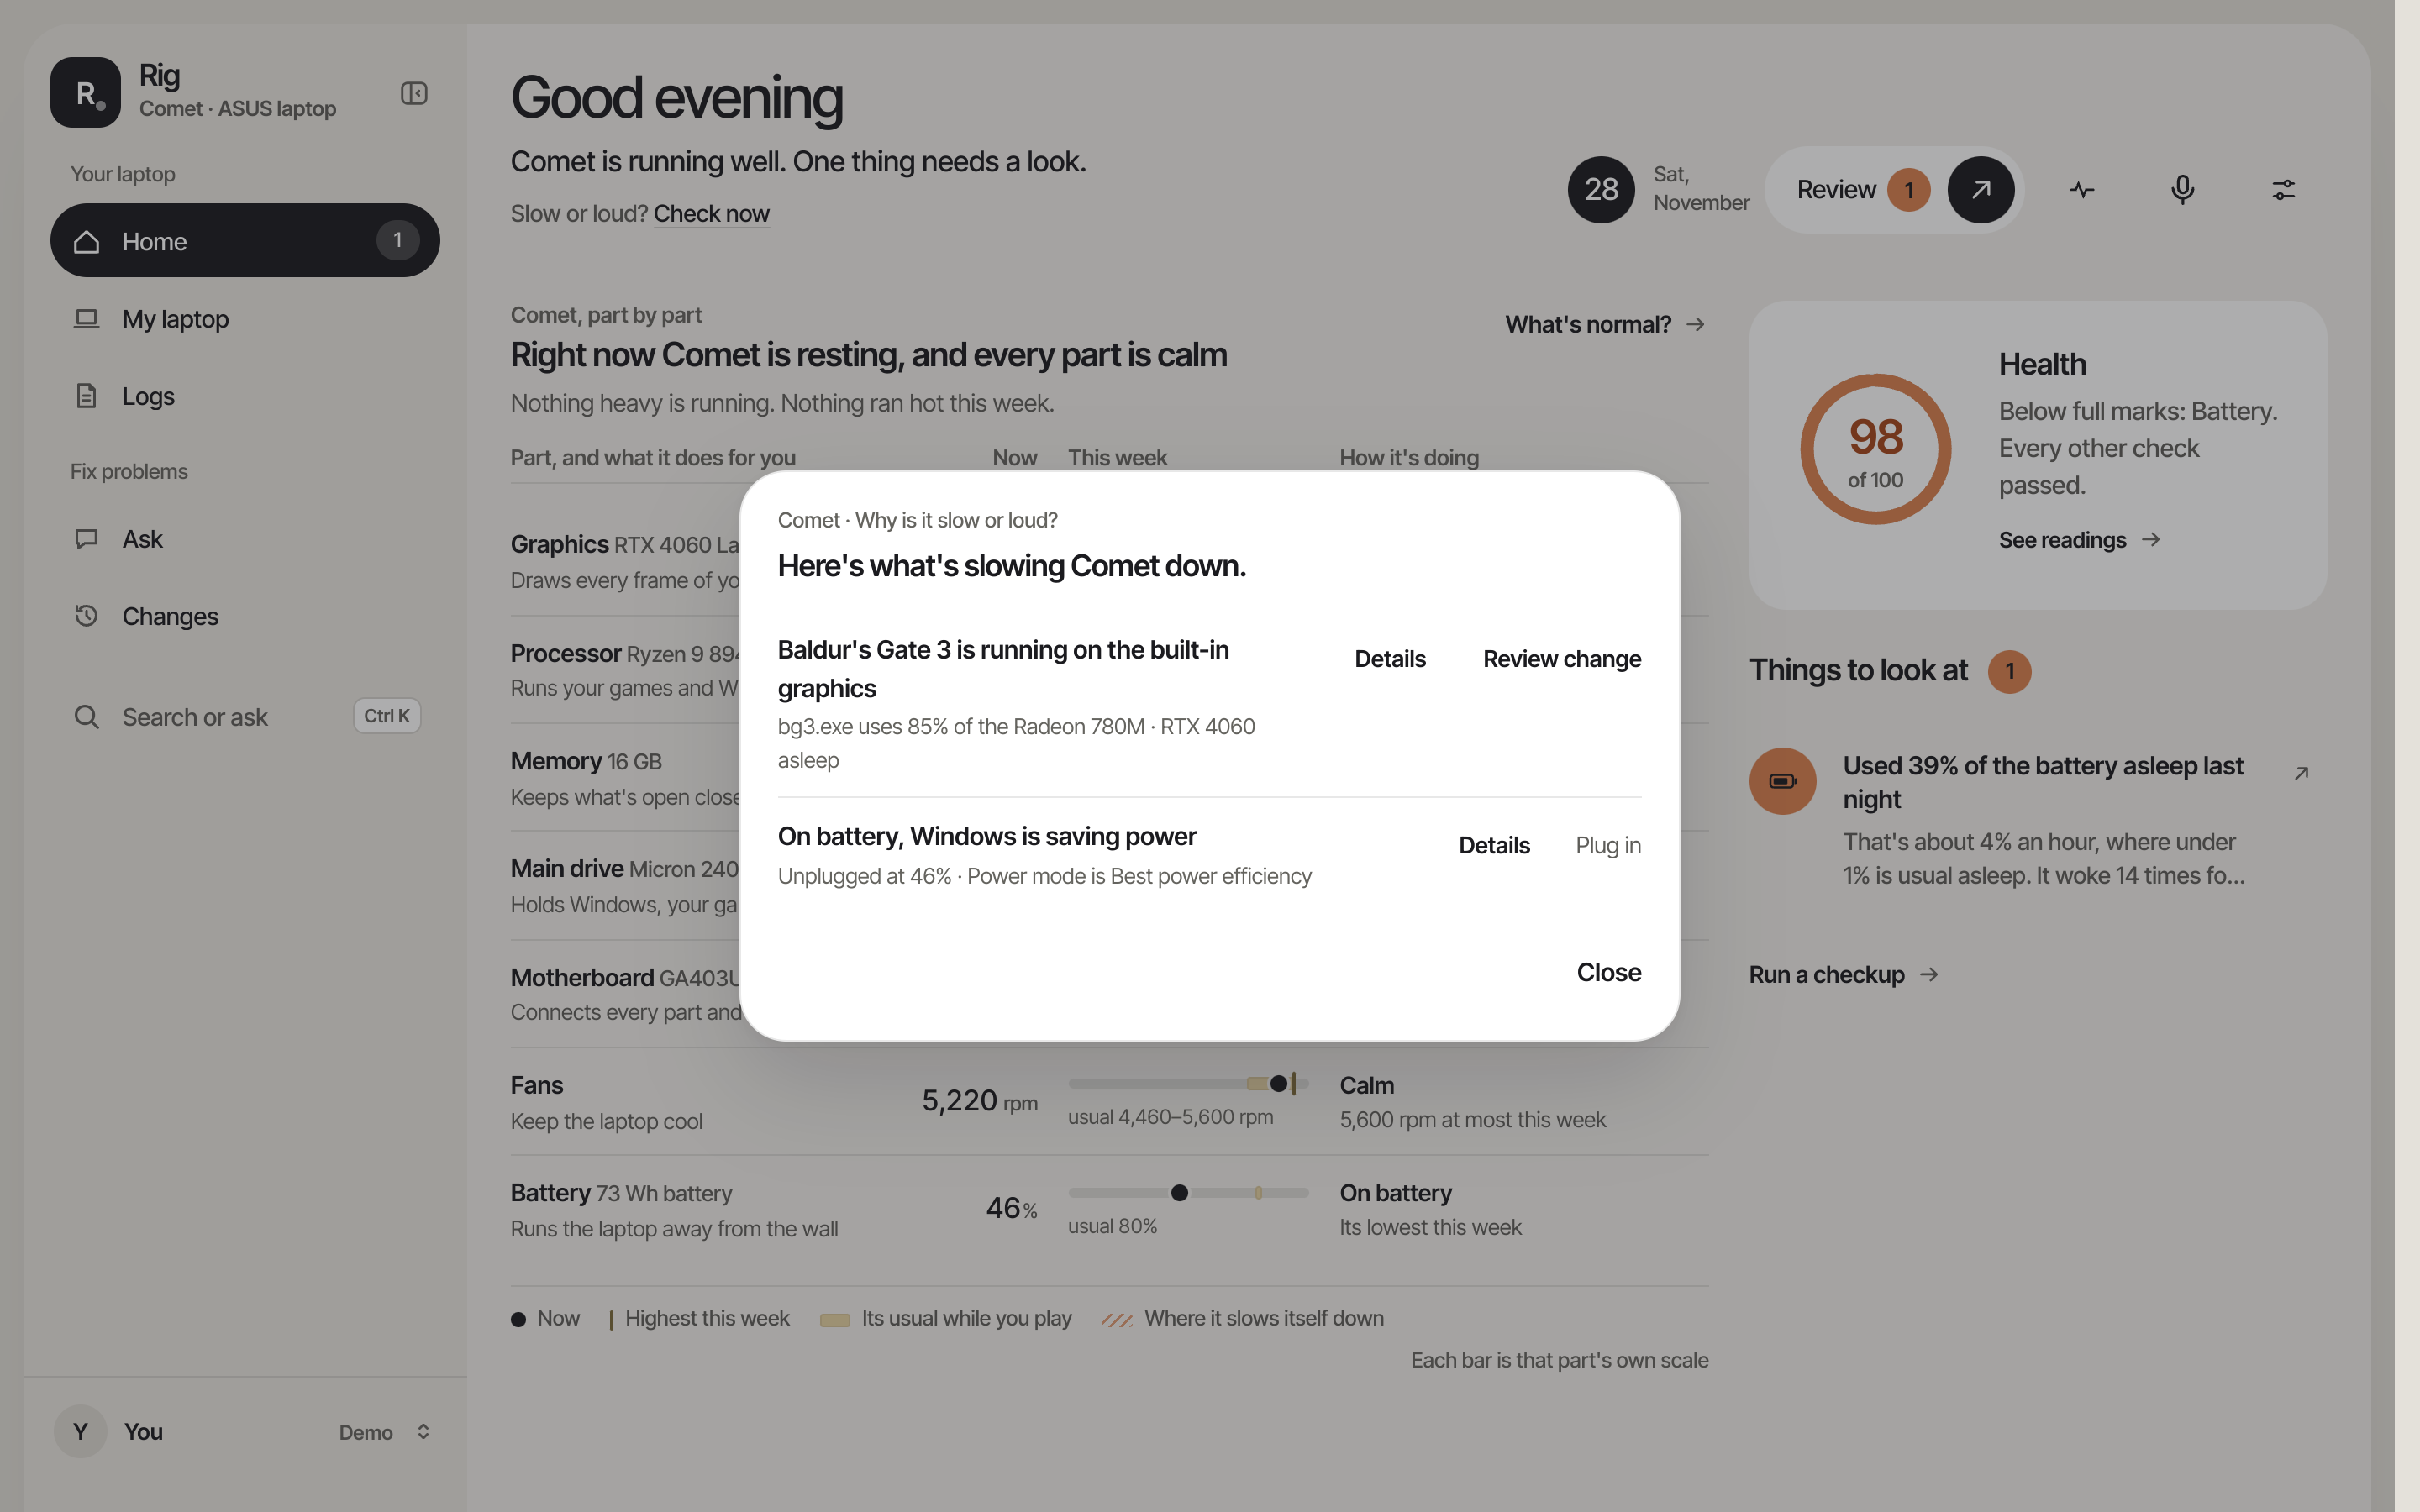 R.
Rig
Comet · ASUS laptop
Your laptop
Home 1
My laptop
Logs
Fix problems
Ask
Changes
Search or ask Ctrl K
Y You Demo
Good evening
Comet is running well. One thing needs a look.
Slow or loud? Check now
28 Sat,
November
Review 1
Comet, part by part
What's normal?
Right now Comet is resting, and every part is calm
Nothing heavy is running. Nothing ran hot this week.
Part, and what it does for you Now This week How it's doing
Graphics RTX 4060
Draws every frame of
Processor Ryzen 9
Runs your games and
Memory 16 GB
Keeps what's open
Main drive Micron
Holds Windows, your
Motherboard
Connects every part and
Fans
Keep the laptop cool
5,220 rpm
usual 4,460–5,600 rpm
Calm
5,600 rpm at most this week
Battery 73 Wh battery
Runs the laptop away from the wall
46%
usual 80%
On battery
Its lowest this week
Now Highest this week Its usual while you play Where it slows itself down
Each bar is that part's own scale
Comet · Why is it slow or loud?
Here's what's slowing Comet down.
Baldur's Gate 3 is running on the built-in
graphics
bg3.exe uses 85% of the Radeon 780M · RTX 4060
asleep
Details Review change
On battery, Windows is saving power
Unplugged at 46% · Power mode is Best power efficiency
Details Plug in
Close
98
of 100
Health
Below full marks: Battery.
Every other check
passed.
See readings
Things to look at 1
Used 39% of the battery asleep last
night
That's about 4% an hour, where under
1% is usual asleep. It woke 14 times fo...
Run a checkup